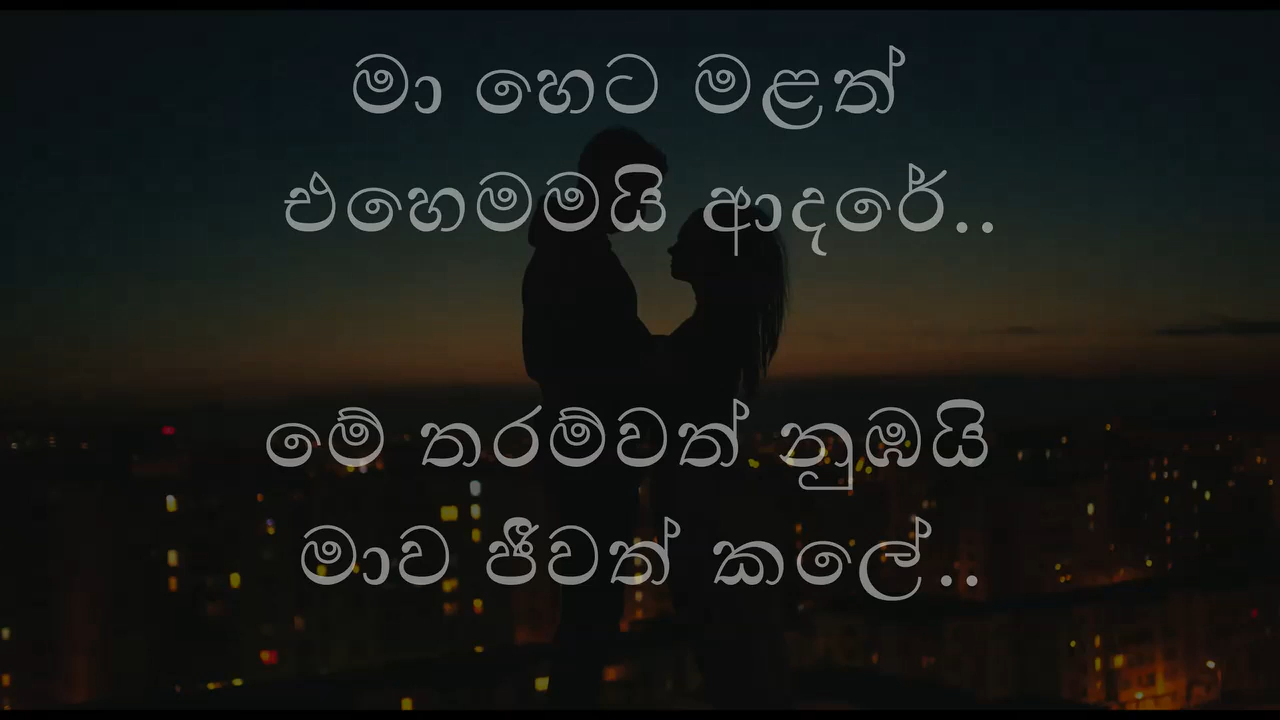 මා හෙට මළත්
එහෙමමයි ආදරේ..
මේ තරම්වත් නුඹයි
මාව ජීවත් කලේ..